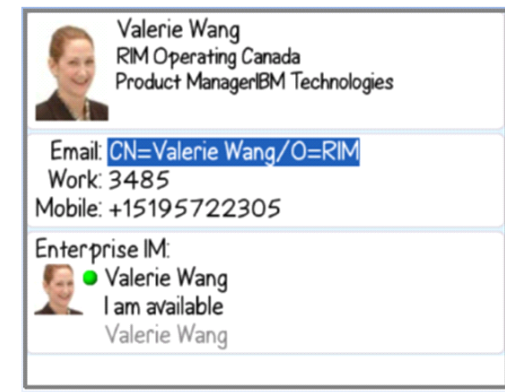 Valerie Wang
RIM Operating Canada
Product ManagerIBM Technologies
Email: CN=Valerie Wang/O=RIM
Work: 3485
Mobile: +15195722305
Enterprise IM:
Valerie Wang
I am available
Valerie Wang